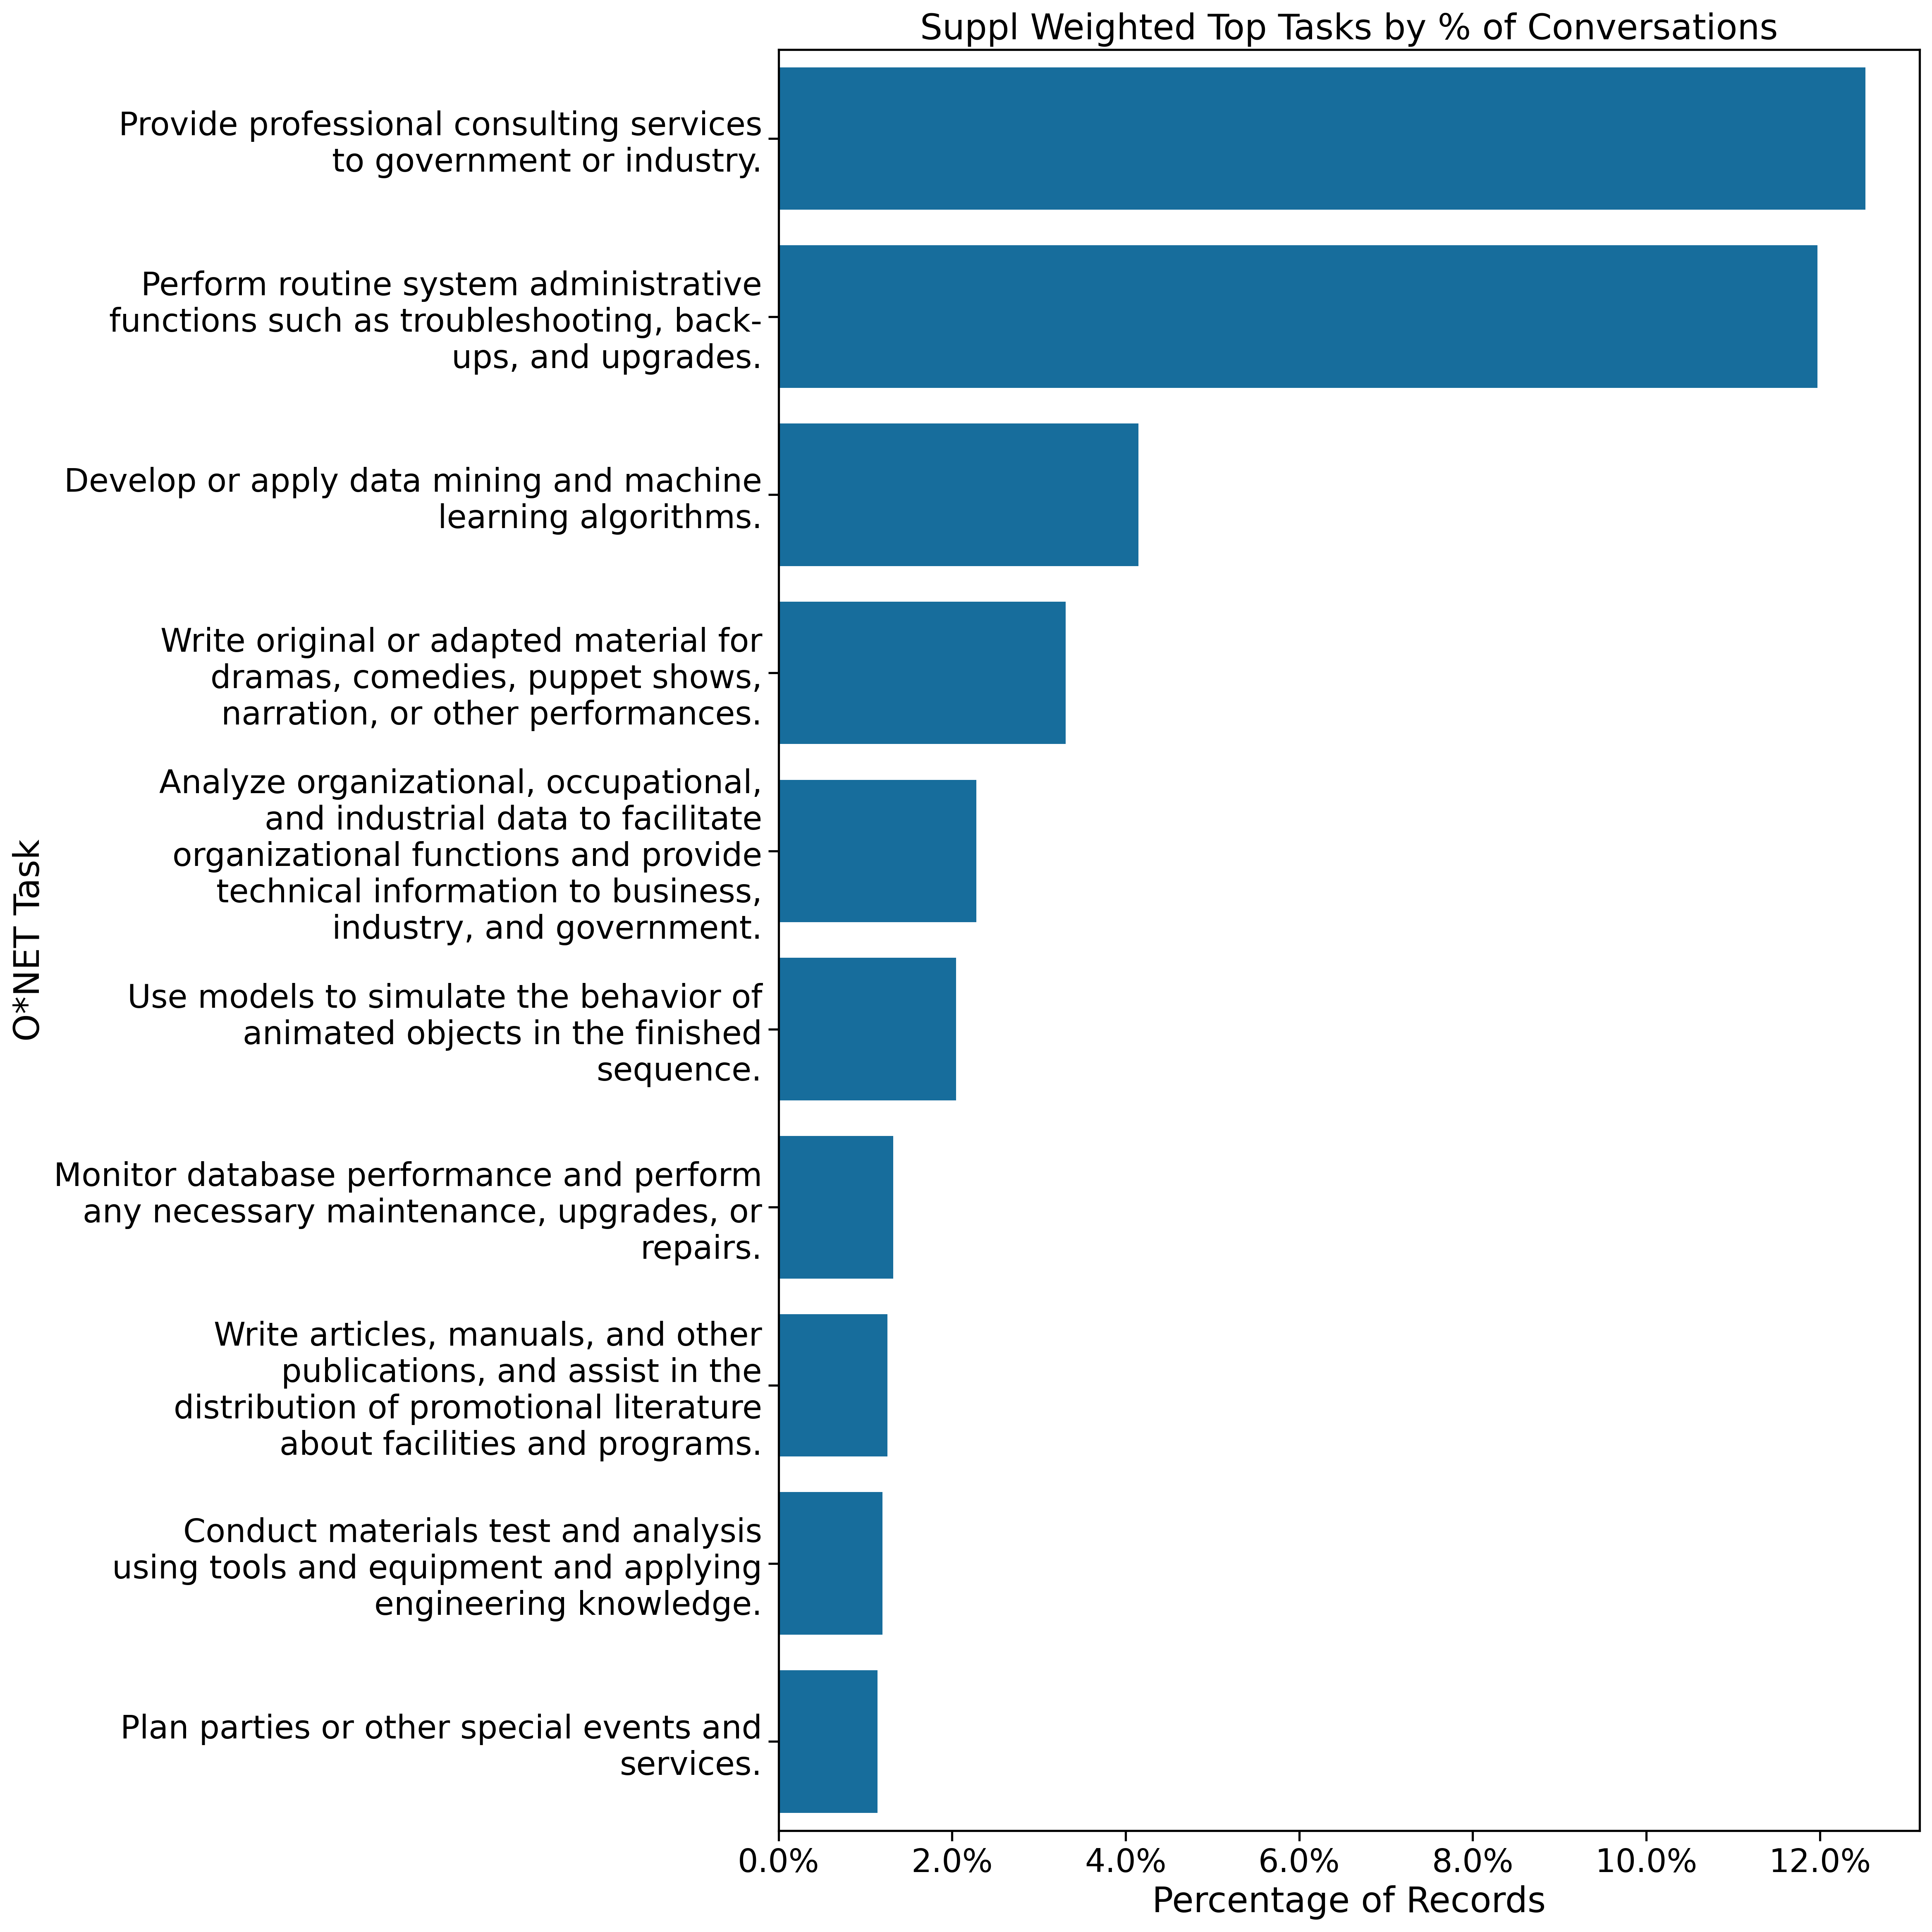 Suppl Weighted Top Tasks by % of Conversations
Provide professional consulting services
to government or industry.
Perform routine system administrative
functions such as troubleshooting, back-
ups, and upgrades.
Develop or apply data mining and machine
learning algorithms.
Write original or adapted material for
dramas, comedies, puppet shows,
narration, or other performances.
Analyze organizational, occupational,
and industrial data to facilitate
organizational functions and provide
technical information to business,
industry, and government.
Use models to simulate the behavior of
animated objects in the finished
sequence.
Monitor database performance and perform
any necessary maintenance, upgrades, or
repairs.
Write articles, manuals, and other
publications, and assist in the
distribution of promotional literature
about facilities and programs.
Conduct materials test and analysis
using tools and equipment and applying
engineering knowledge.
Plan parties or other special events and
services.
O*NET Task
0.0% 2.0% 4.0% 6.0% 8.0% 10.0% 12.0%
Percentage of Records